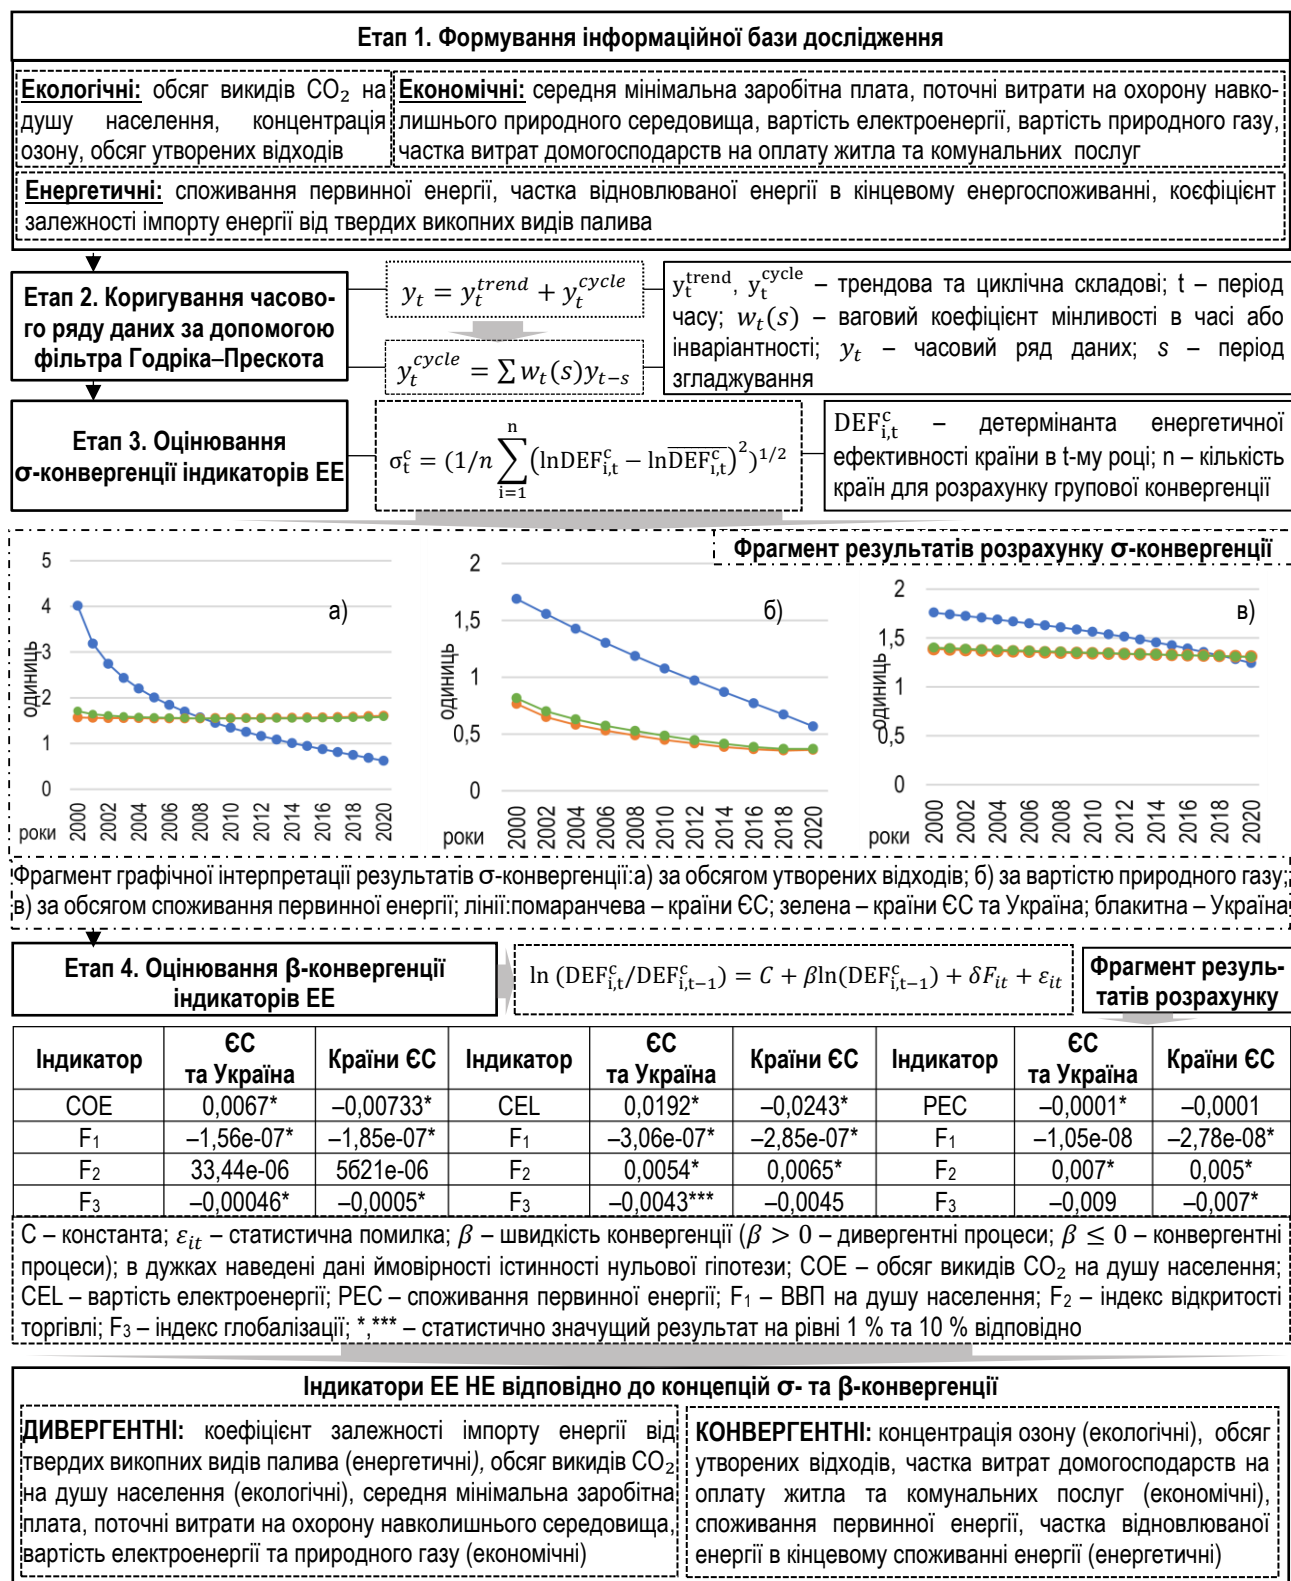 Етап 1. Формування інформаційної бази дослідження
Екологічні: обсяг викидів CO₂ на
душу населення, концентрація
озону, обсяг утворених відходів
Економічні: середня мінімальна заробітна плата, поточні витрати на охорону навко-
лишнього природного середовища, вартість електроенергії, вартість природного газу,
частка витрат домогосподарств на оплату житла та комунальних послуг
Енергетичні: споживання первинної енергії, частка відновлюваної енергії в кінцевому енергоспоживанні, коефіцієнт
залежності імпорту енергії від твердих викопних видів палива
Етап 2. Коригування часово-
го ряду даних за допомогою
фільтра Годріка–Прескота
y_t = y_t^{trend} + y_t^{cycle}
y_t^{cycle} = ∑ w_t(s)y_{t−s}
y_t^{trend}, y_t^{cycle} – трендова та циклічна складові; t – період
часу; w_t(s) – ваговий коефіцієнт мінливості в часі або
інваріантності; y_t – часовий ряд даних; s – період
згладжування
Етап 3. Оцінювання
σ-конвергенції індикаторів ЕЕ
σ_t^c = (1/n ∑_{i=1}^{n} (lnDEF_{i,t}^c − ln\overline{DEF_{i,t}^c})^2)^{1/2}
DEF_{i,t}^c – детермінанта енергетичної
ефективності країни в t-му році; n – кількість
країн для розрахунку групової конвергенції
Фрагмент результатів розрахунку σ-конвергенції
а)
одиниць
5
4
3
2
1
0
роки
2000 2002 2004 2006 2008 2010 2012 2014 2016 2018 2020
б)
одиниць
2
1,5
1
0,5
0
роки
2000 2002 2004 2006 2008 2010 2012 2014 2016 2018 2020
в)
одиниць
2
1,5
1
0,5
0
роки
2000 2002 2004 2006 2008 2010 2012 2014 2016 2018 2020
Фрагмент графічної інтерпретації результатів σ-конвергенції:а) за обсягом утворених відходів; б) за вартістю природного газу;
в) за обсягом споживання первинної енергії; лінії:помаранчева – країни ЄС; зелена – країни ЄС та Україна; блакитна – Україна
Етап 4. Оцінювання β-конвергенції
індикаторів ЕЕ
ln (DEF_{i,t}^c/DEF_{i,t−1}^c) = C + βln(DEF_{i,t−1}^c) + δF_{it} + ε_{it}
Фрагмент резуль-
татів розрахунку
Індикатор | ЄС та Україна | Країни ЄС | Індикатор | ЄС та Україна | Країни ЄС | Індикатор | ЄС та Україна | Країни ЄС
COE | 0,0067* | –0,00733* | CEL | 0,0192* | –0,0243* | PEC | –0,0001* | –0,0001
F₁ | –1,56e-07* | –1,85e-07* | F₁ | –3,06e-07* | –2,85e-07* | F₁ | –1,05e-08 | –2,78e-08*
F₂ | 33,44e-06 | 5621e-06 | F₂ | 0,0054* | 0,0065* | F₂ | 0,007* | 0,005*
F₃ | –0,00046* | –0,0005* | F₃ | –0,0043*** | –0,0045 | F₃ | –0,009 | –0,007*
C – константа; ε_{it} – статистична помилка; β – швидкість конвергенції (β > 0 – дивергентні процеси; β ≤ 0 – конвергентні
процеси); в дужках наведені дані ймовірності істинності нульової гіпотези; COE – обсяг викидів CO₂ на душу населення;
CEL – вартість електроенергії; PEC – споживання первинної енергії; F₁ – ВВП на душу населення; F₂ – індекс відкритості
торгівлі; F₃ – індекс глобалізації; *,*** – статистично значущий результат на рівні 1 % та 10 % відповідно
Індикатори ЕЕ НЕ відповідно до концепцій σ- та β-конвергенції
ДИВЕРГЕНТНІ: коефіцієнт залежності імпорту енергії від
твердих викопних видів палива (енергетичні), обсяг викидів CO₂
на душу населення (екологічні), середня мінімальна заробітна
плата, поточні витрати на охорону навколишнього середовища,
вартість електроенергії та природного газу (економічні)
КОНВЕРГЕНТНІ: концентрація озону (екологічні), обсяг
утворених відходів, частка витрат домогосподарств на
оплату житла та комунальних послуг (економічні),
споживання первинної енергії, частка відновлюваної
енергії в кінцевому споживанні енергії (енергетичні)